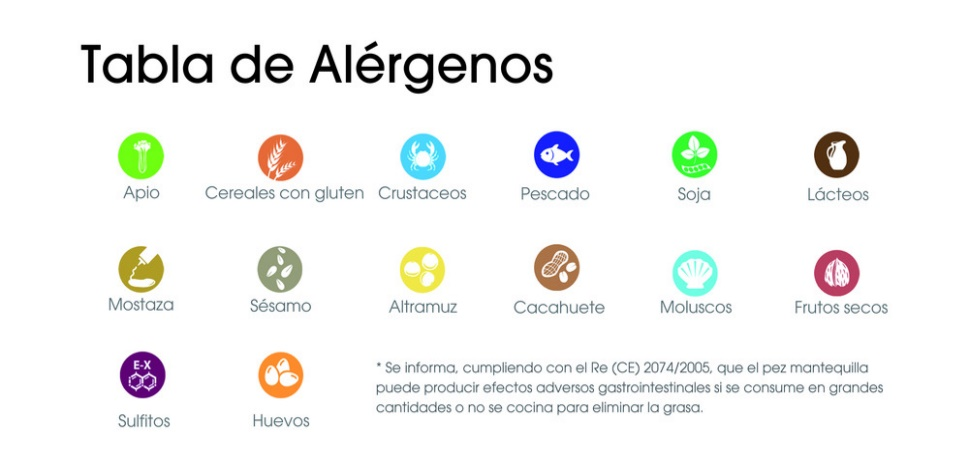 Tabla de Alérgenos
Apio
Cereales con gluten
Crustaceos
Pescado
Soja
Lácteos
Mostaza
Sésamo
Altramuz
Cacahuete
Moluscos
Frutos secos
E-X
Sulfitos
Huevos
* Se informa, cumpliendo con el Re (CE) 2074/2005, que el pez mantequilla
puede producir efectos adversos gastrointestinales si se consume en grandes
cantidades o no se cocina para eliminar la grasa.